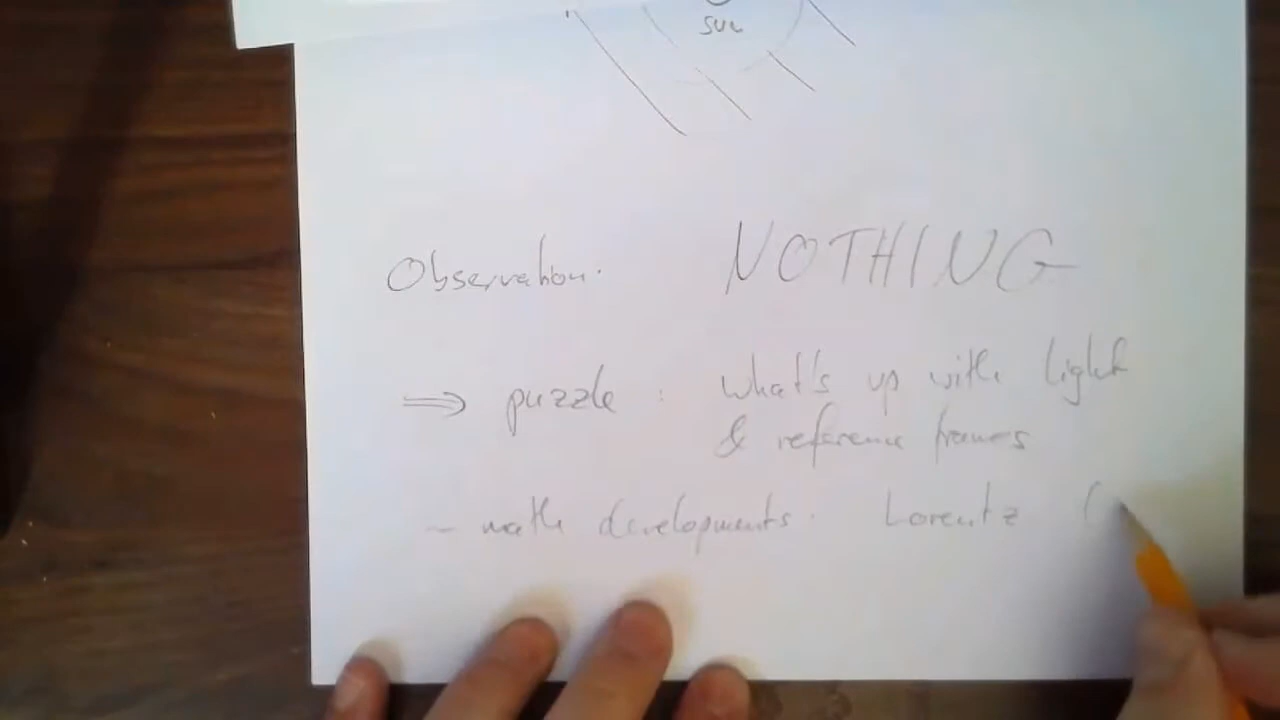 sun
Observation: NOTHING
⇒ puzzle : what's up with light
& reference frames
- math developments: Lorentz (